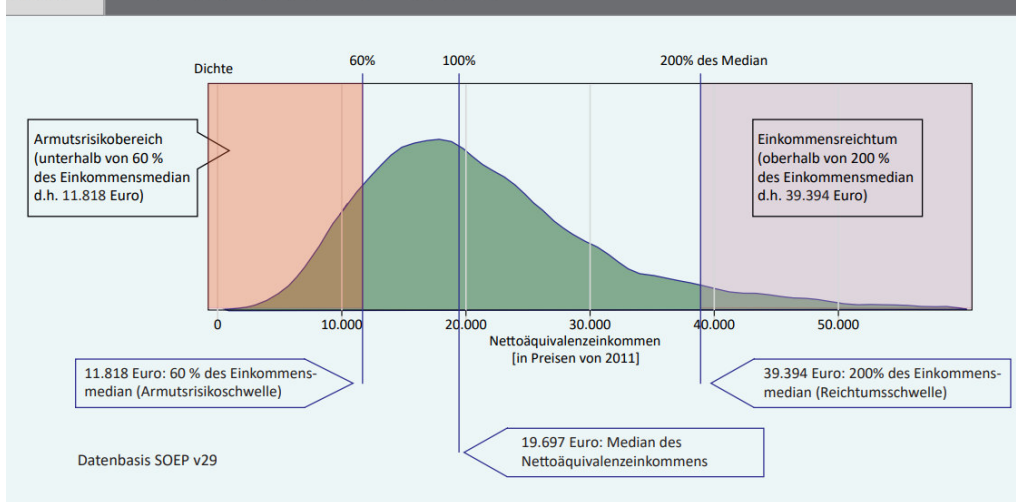 Dichte
60%
100%
200% des Median
Armutsrisikobereich
(unterhalb von 60 %
des Einkommensmedian
d.h. 11.818 Euro)
Einkommensreichtum
(oberhalb von 200 %
des Einkommensmedian
d.h. 39.394 Euro)
0
10.000
20.000
30.000
40.000
50.000
Nettoäquivalenzeinkommen
[in Preisen von 2011]
11.818 Euro: 60 % des Einkommens-
median (Armutsrisikoschwelle)
39.394 Euro: 200% des Einkommens-
median (Reichtumsschwelle)
19.697 Euro: Median des
Nettoäquivalenzeinkommens
Datenbasis SOEP v29